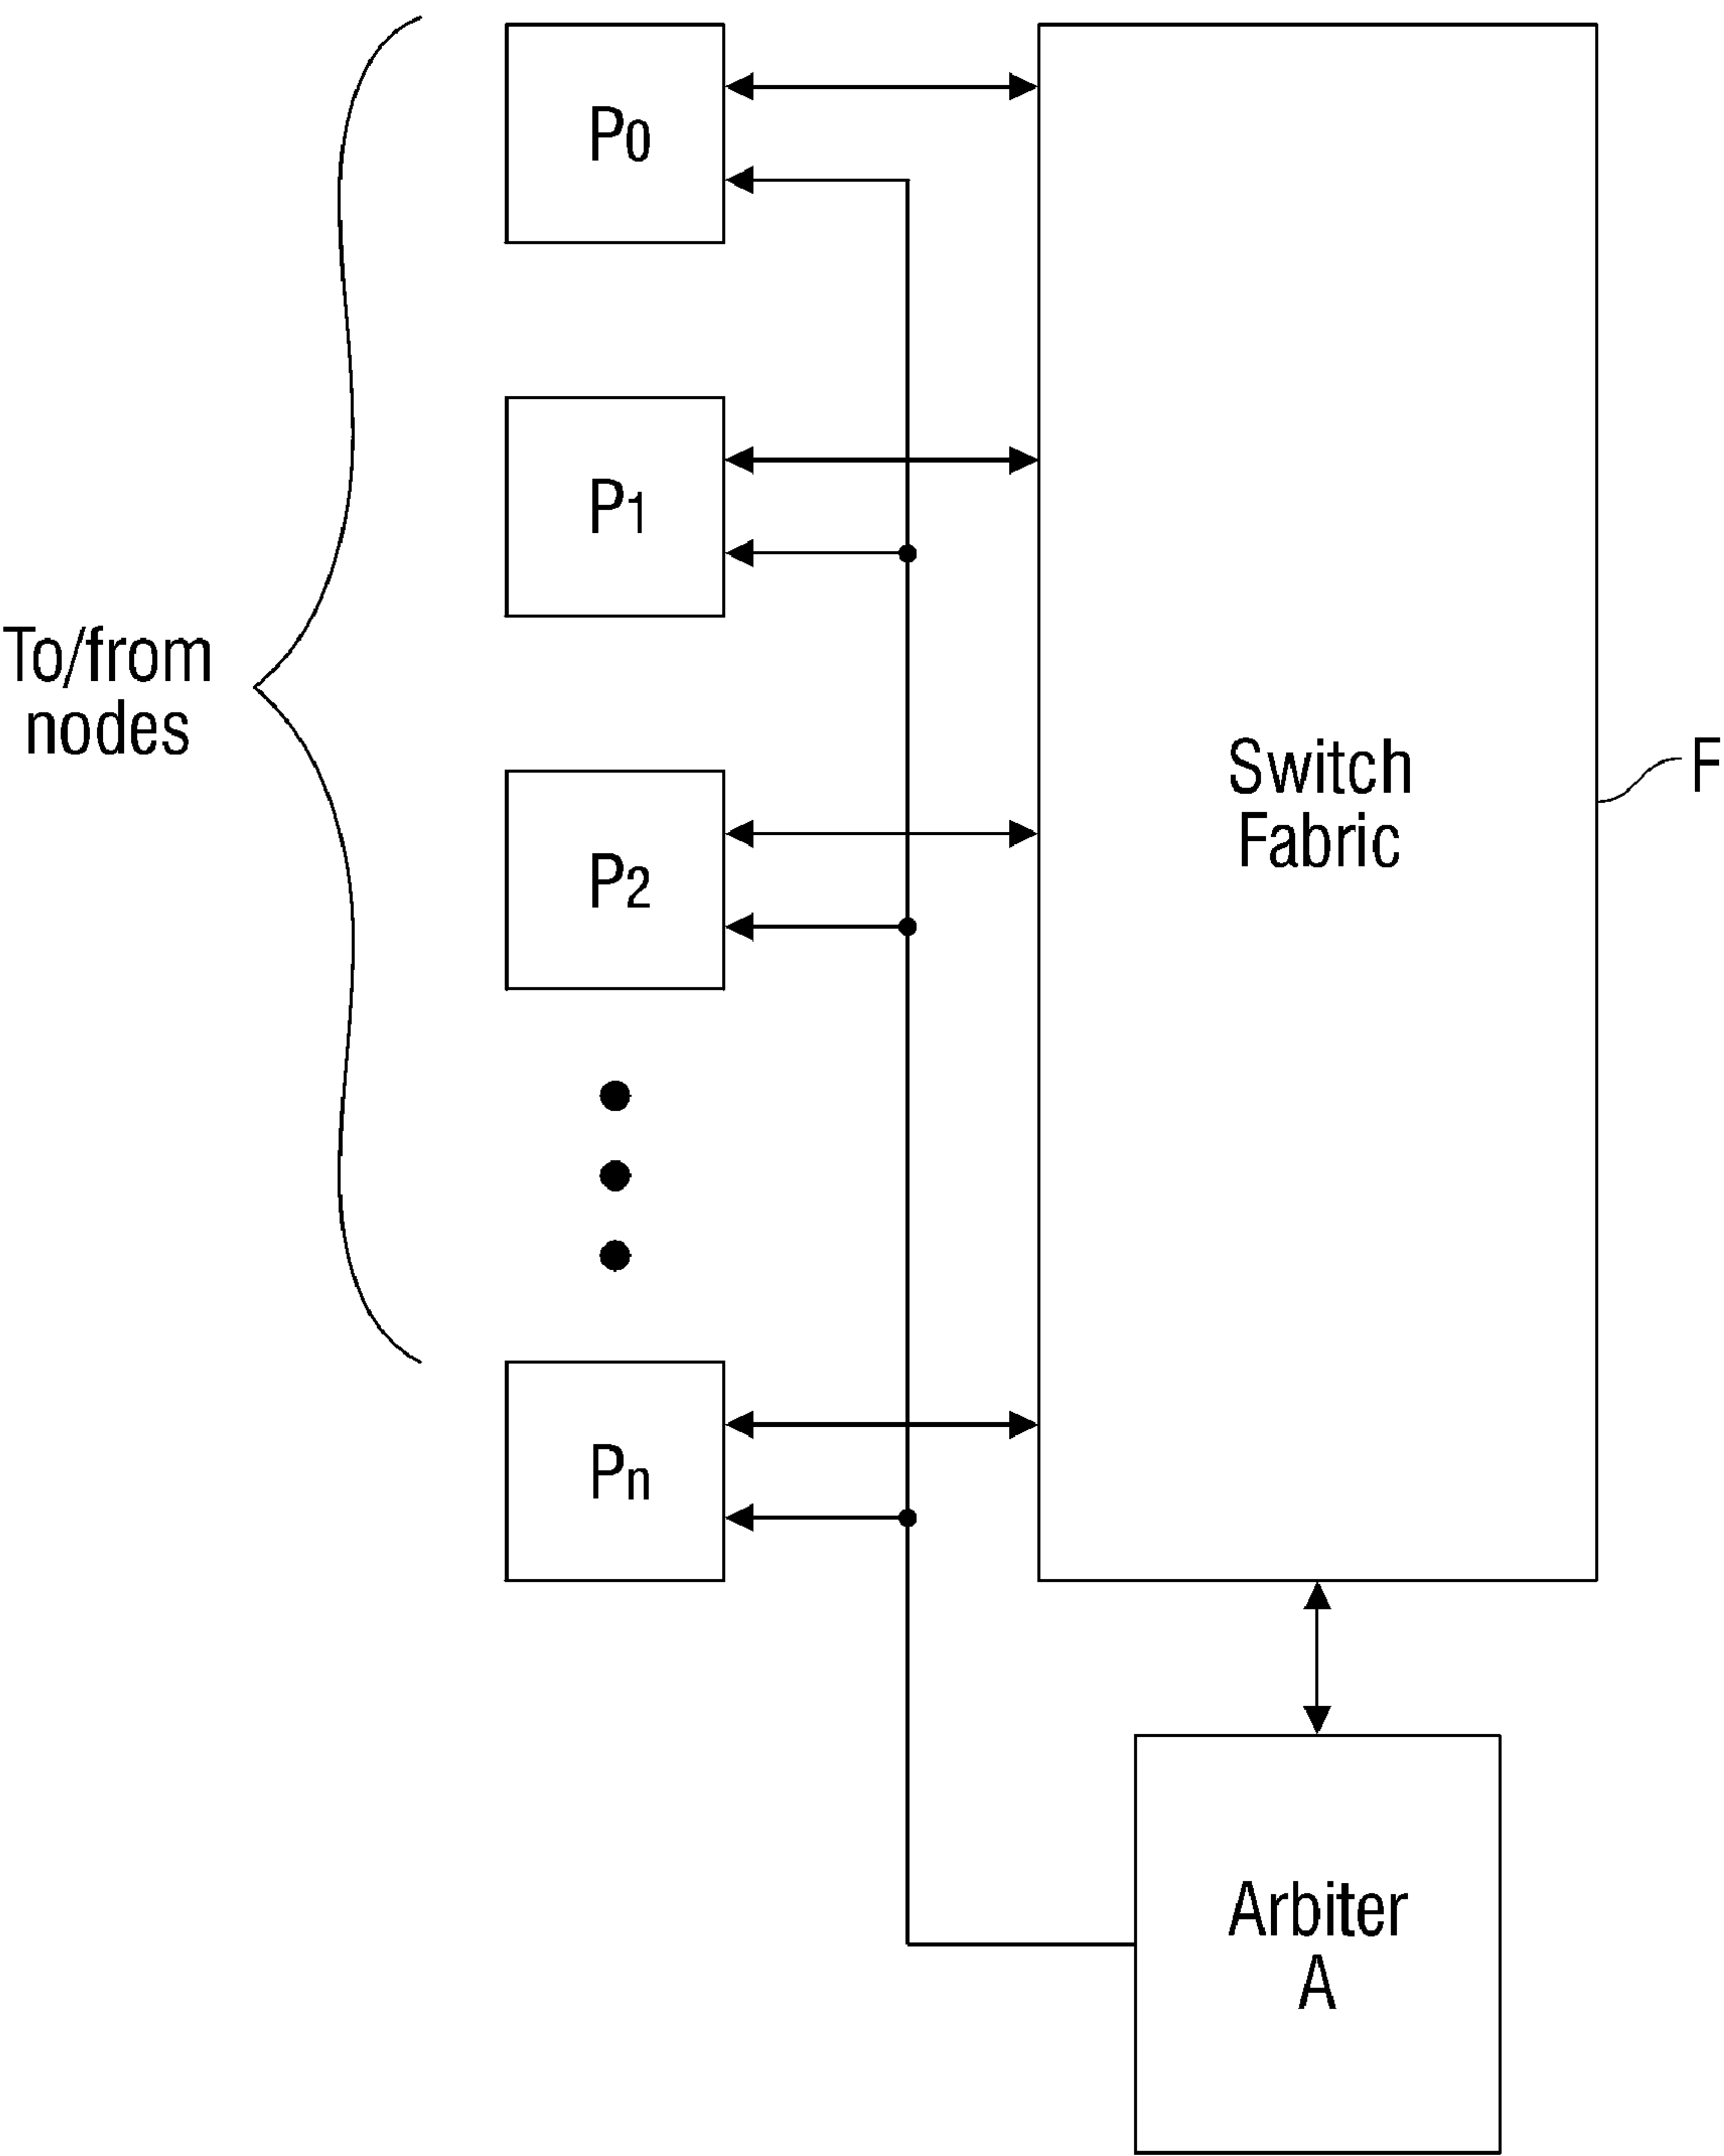 P0
P1
To/from
nodes
Switch
Fabric
F
P2
Pn
Arbiter
A